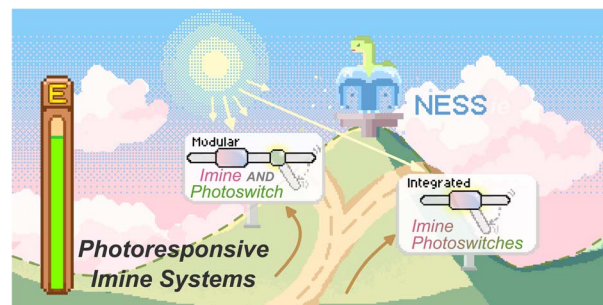 E
NESS
Modular
Imine AND
Photoswitch
Integrated
Imine
Photoswitches
Photoresponsive
Imine Systems